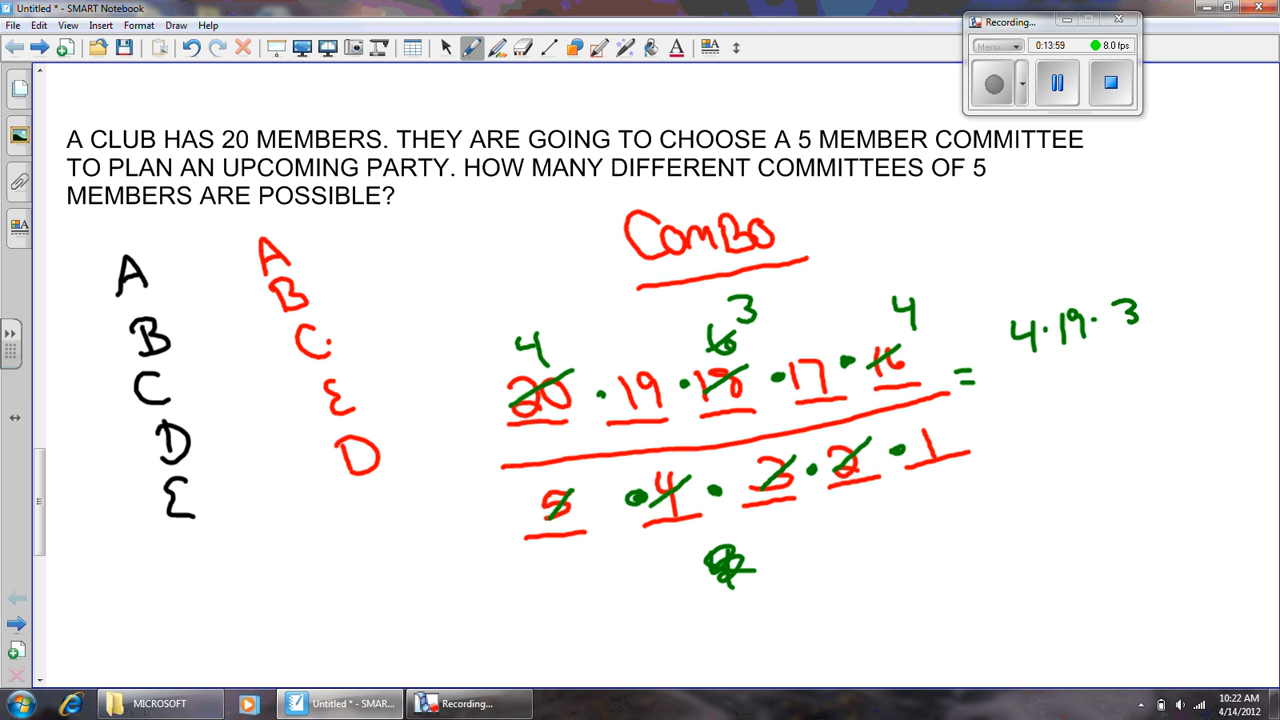 Untitled * - SMART Notebook
File Edit View Insert Format Draw Help
Recording...
Menu 0:13:59 8.0 fps
A CLUB HAS 20 MEMBERS. THEY ARE GOING TO CHOOSE A 5 MEMBER COMMITTEE
TO PLAN AN UPCOMING PARTY. HOW MANY DIFFERENT COMMITTEES OF 5
MEMBERS ARE POSSIBLE?
COMBO
A A
B B
C C
D E
E D
4 6 3 4
20 · 19 · 18 · 17 · 16 = 4 · 19 · 3
5 · 4 · 3 · 2 · 1
MICROSOFT Untitled * - SMAR... Recording...
10:22 AM
4/14/2012